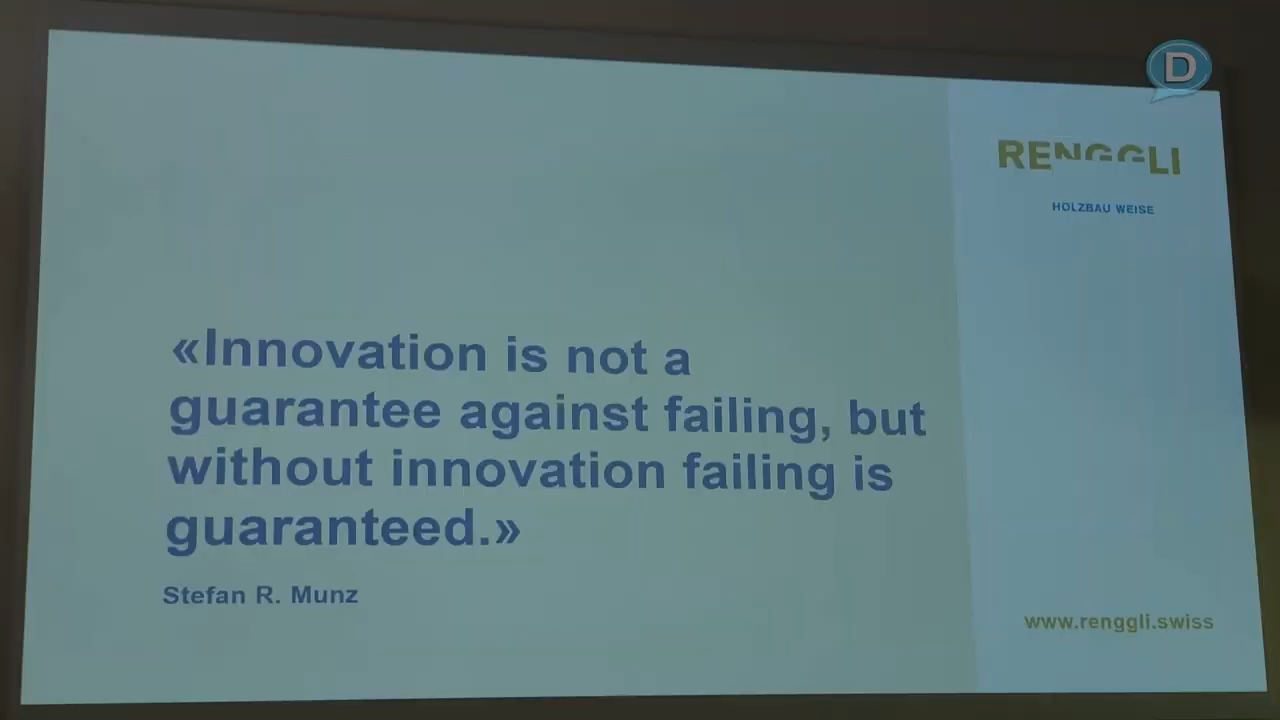 D
RENGGLI
HOLZBAU WEISE
«Innovation is not a
guarantee against failing, but
without innovation failing is
guaranteed.»
Stefan R. Munz
www.renggli.swiss